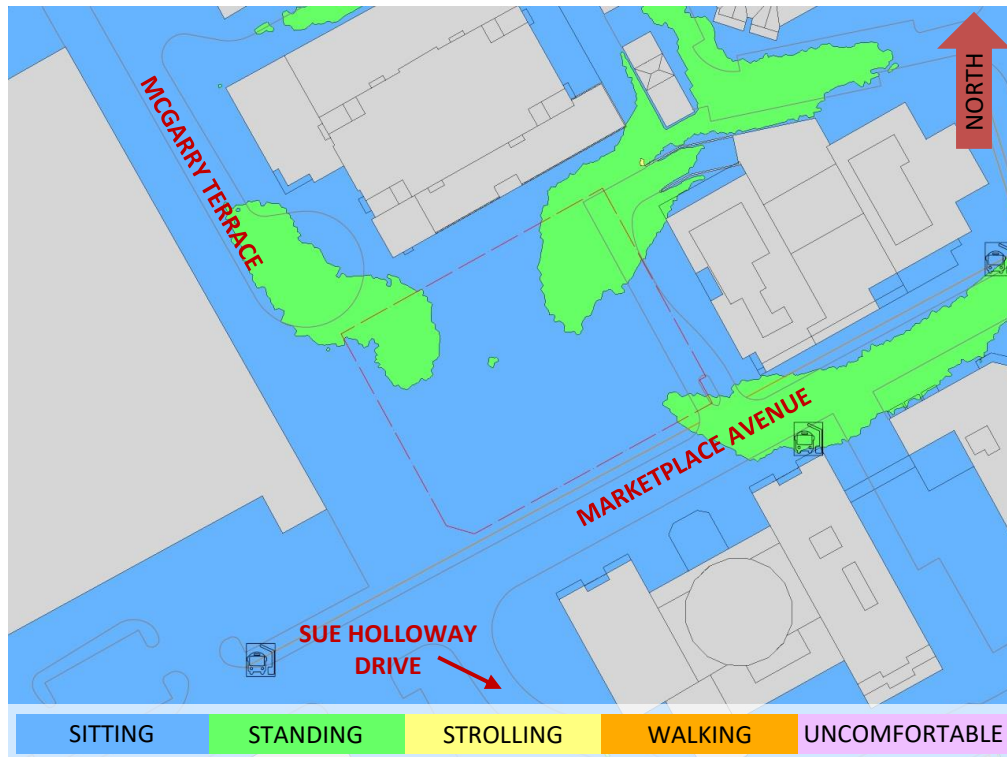 NORTH
MCGARRY TERRACE
MARKETPLACE AVENUE
SUE HOLLOWAY
DRIVE
SITTING
STANDING
STROLLING
WALKING
UNCOMFORTABLE